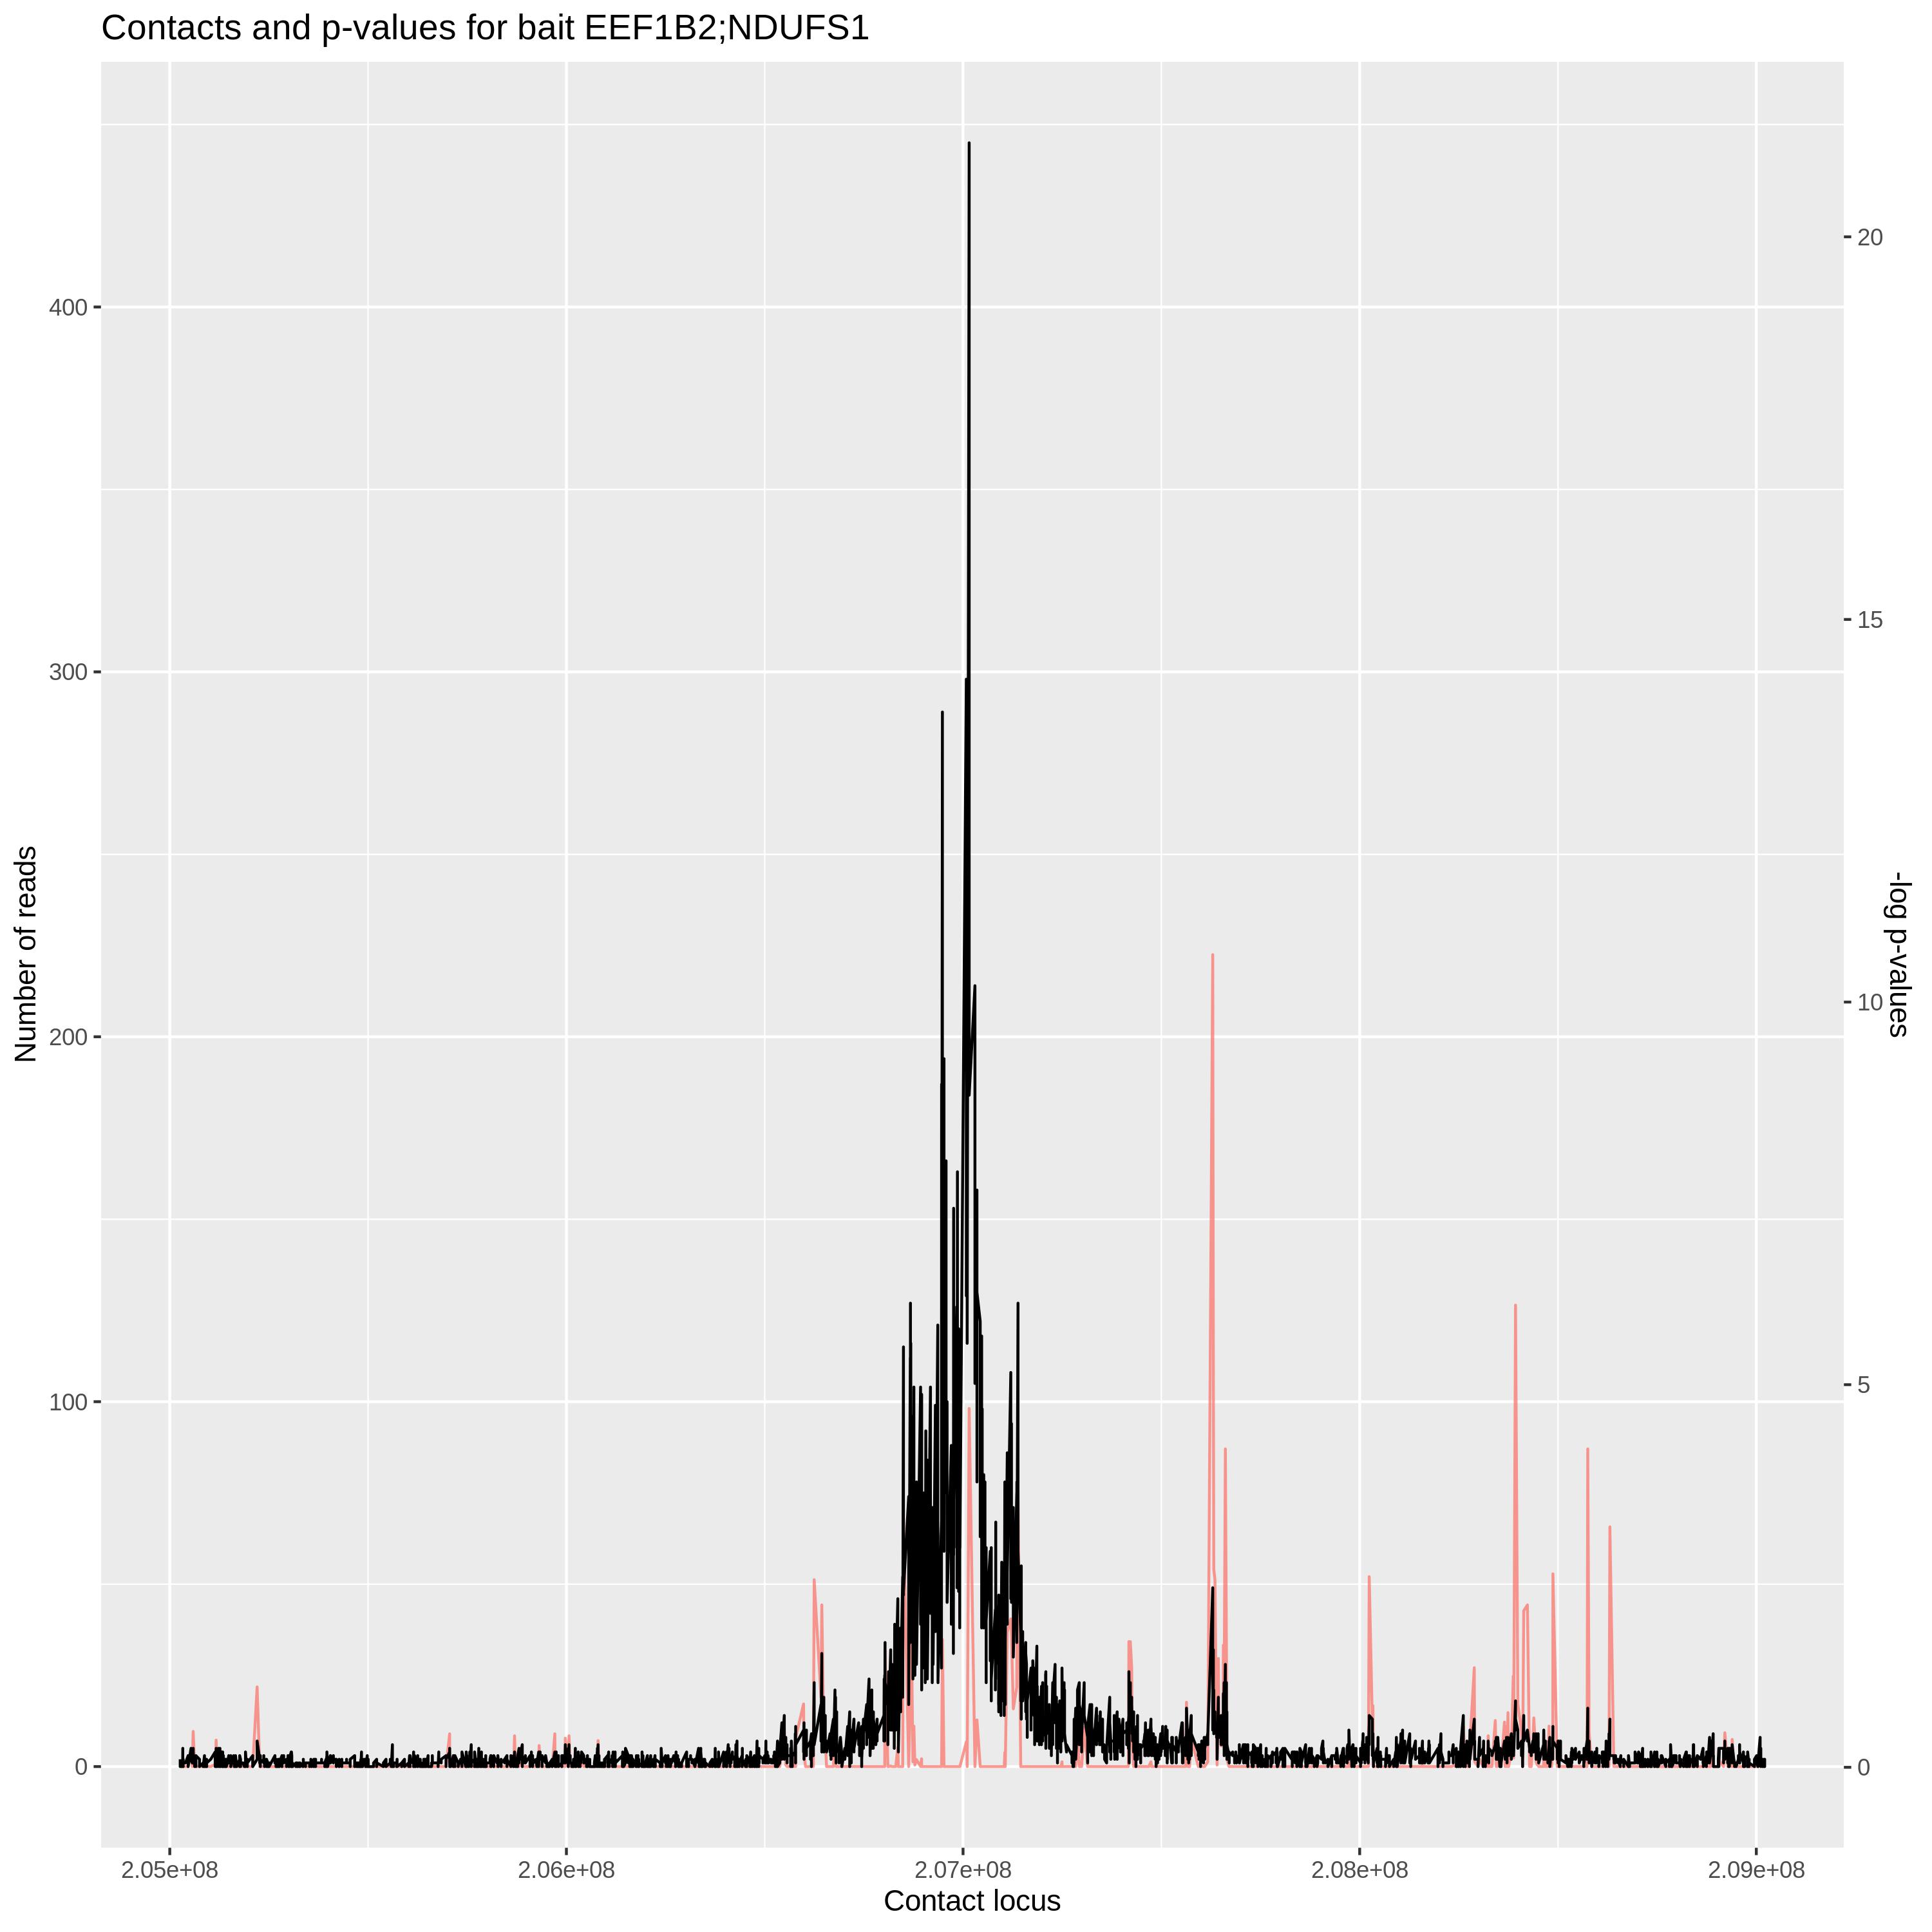 Contacts and p-values for bait EEF1B2;NDUFS1
Number of reads
400
300
200
100
0
20
15
10
5
0
-log p-values
2.05e+08 2.06e+08 2.07e+08 2.08e+08 2.09e+08
Contact locus